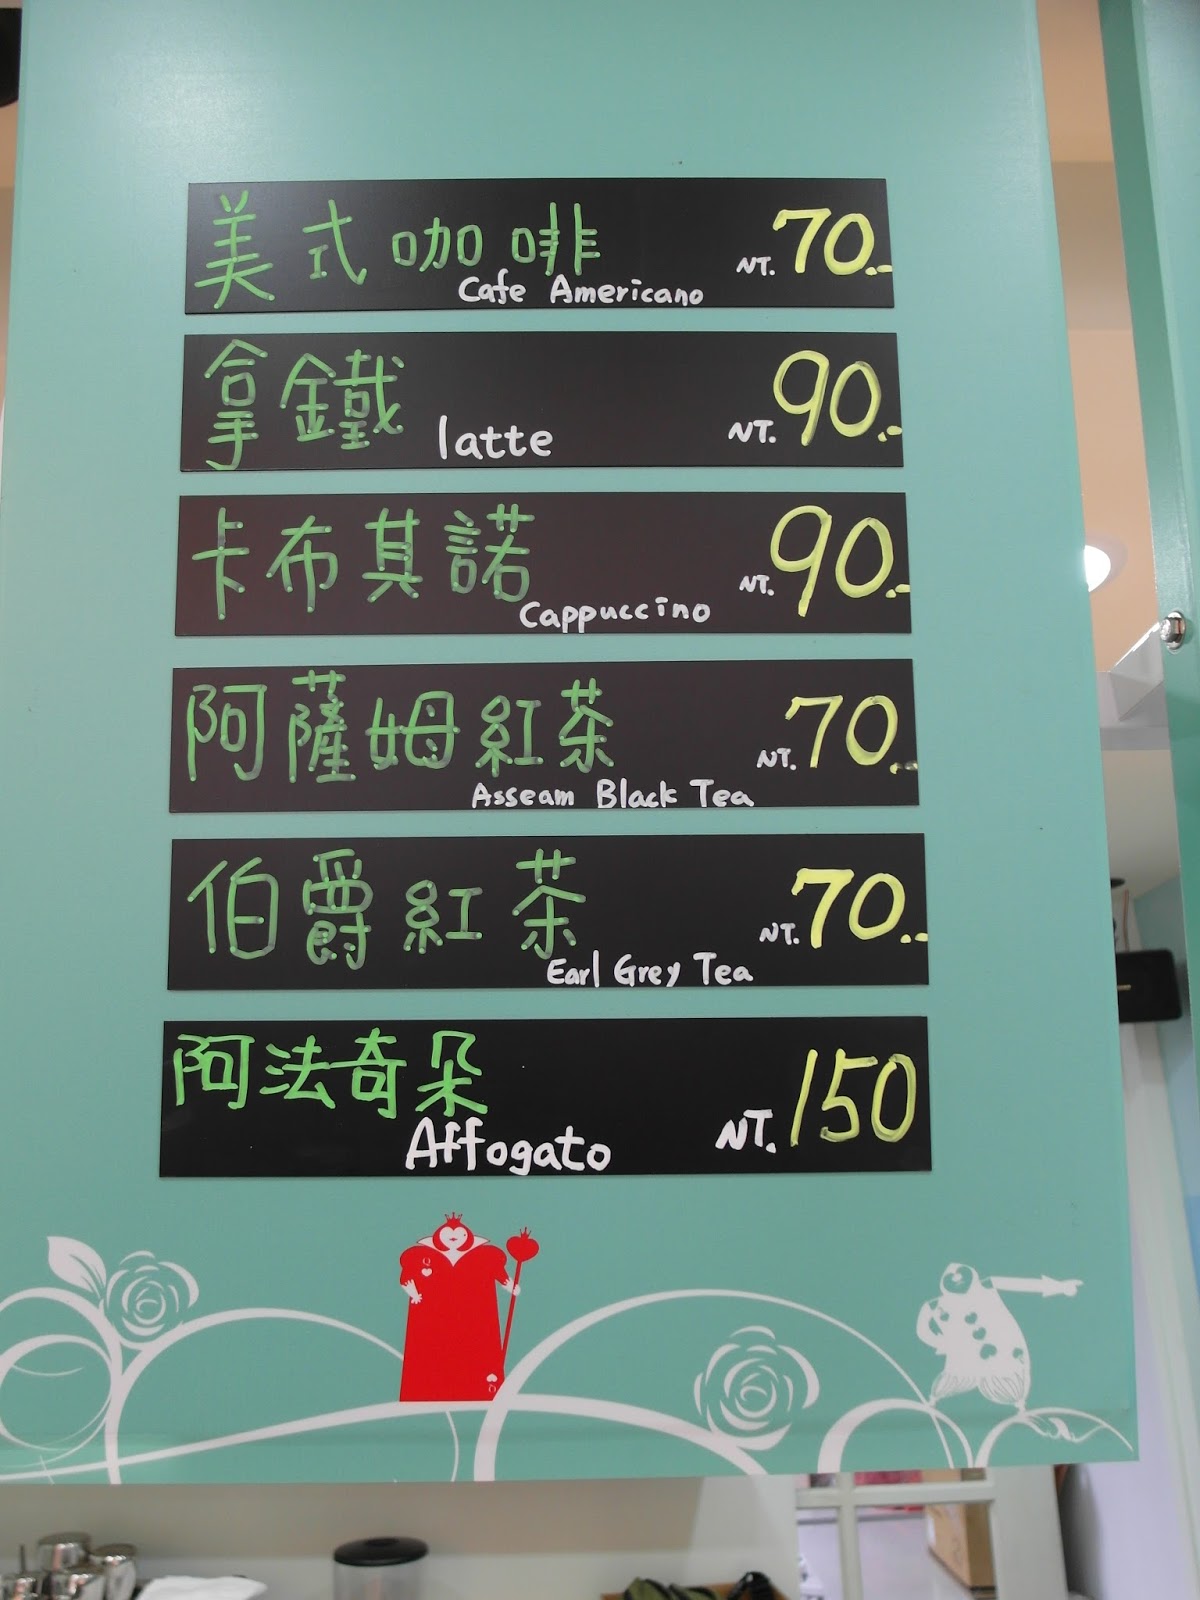 美式咖啡 NT.70.-
Cafe Americano
拿鐵 latte NT.90.-
卡布其諾 NT.90.-
Cappuccino
阿薩姆紅茶 NT.70.-
Asseam Black Tea
伯爵紅茶 NT.70.-
Earl Grey Tea
阿法奇朵 NT.150
Affogato
Q
Q